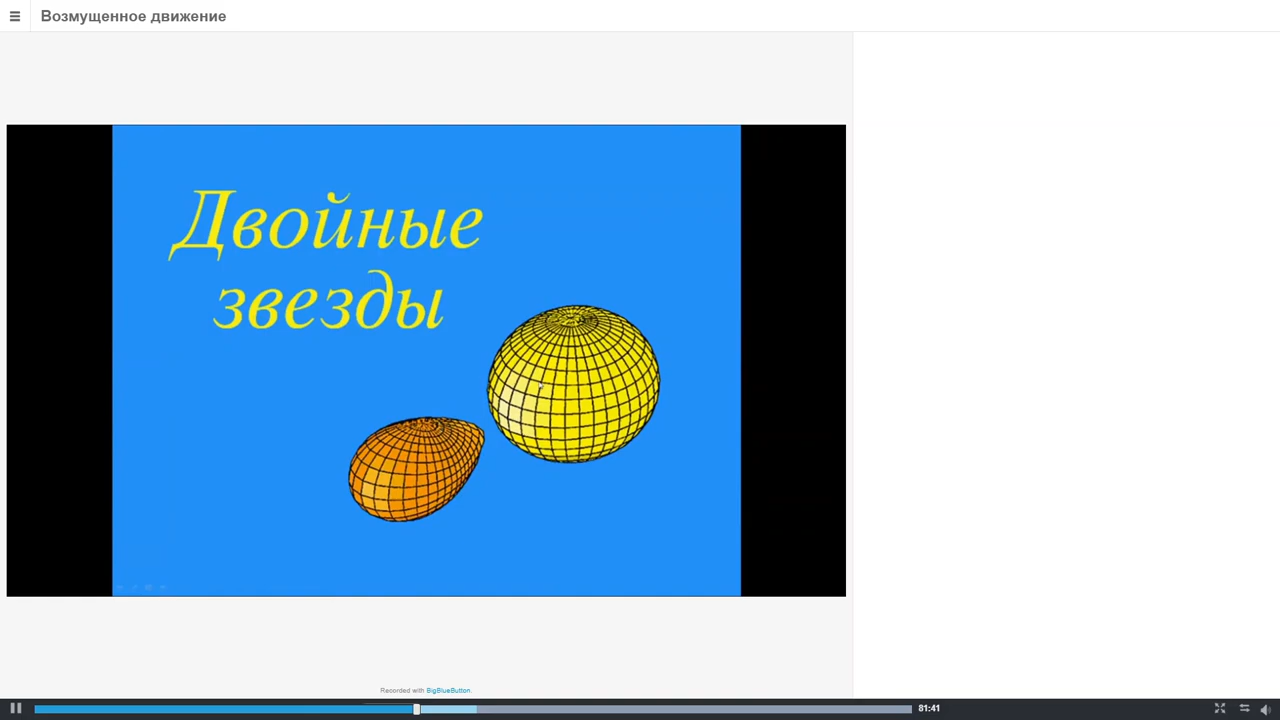 Возмущенное движение
Двойные
звезды
Recorded with BigBlueButton.
81:41